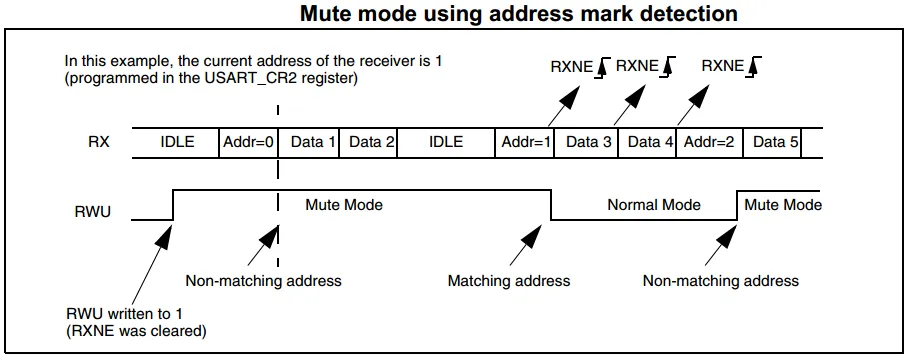 Mute mode using address mark detection
In this example, the current address of the receiver is 1
(programmed in the USART_CR2 register)
RXNE RXNE RXNE
RX IDLE Addr=0 Data 1 Data 2 IDLE Addr=1 Data 3 Data 4 Addr=2 Data 5
RWU Mute Mode Normal Mode Mute Mode
Non-matching address Matching address Non-matching address
RWU written to 1
(RXNE was cleared)